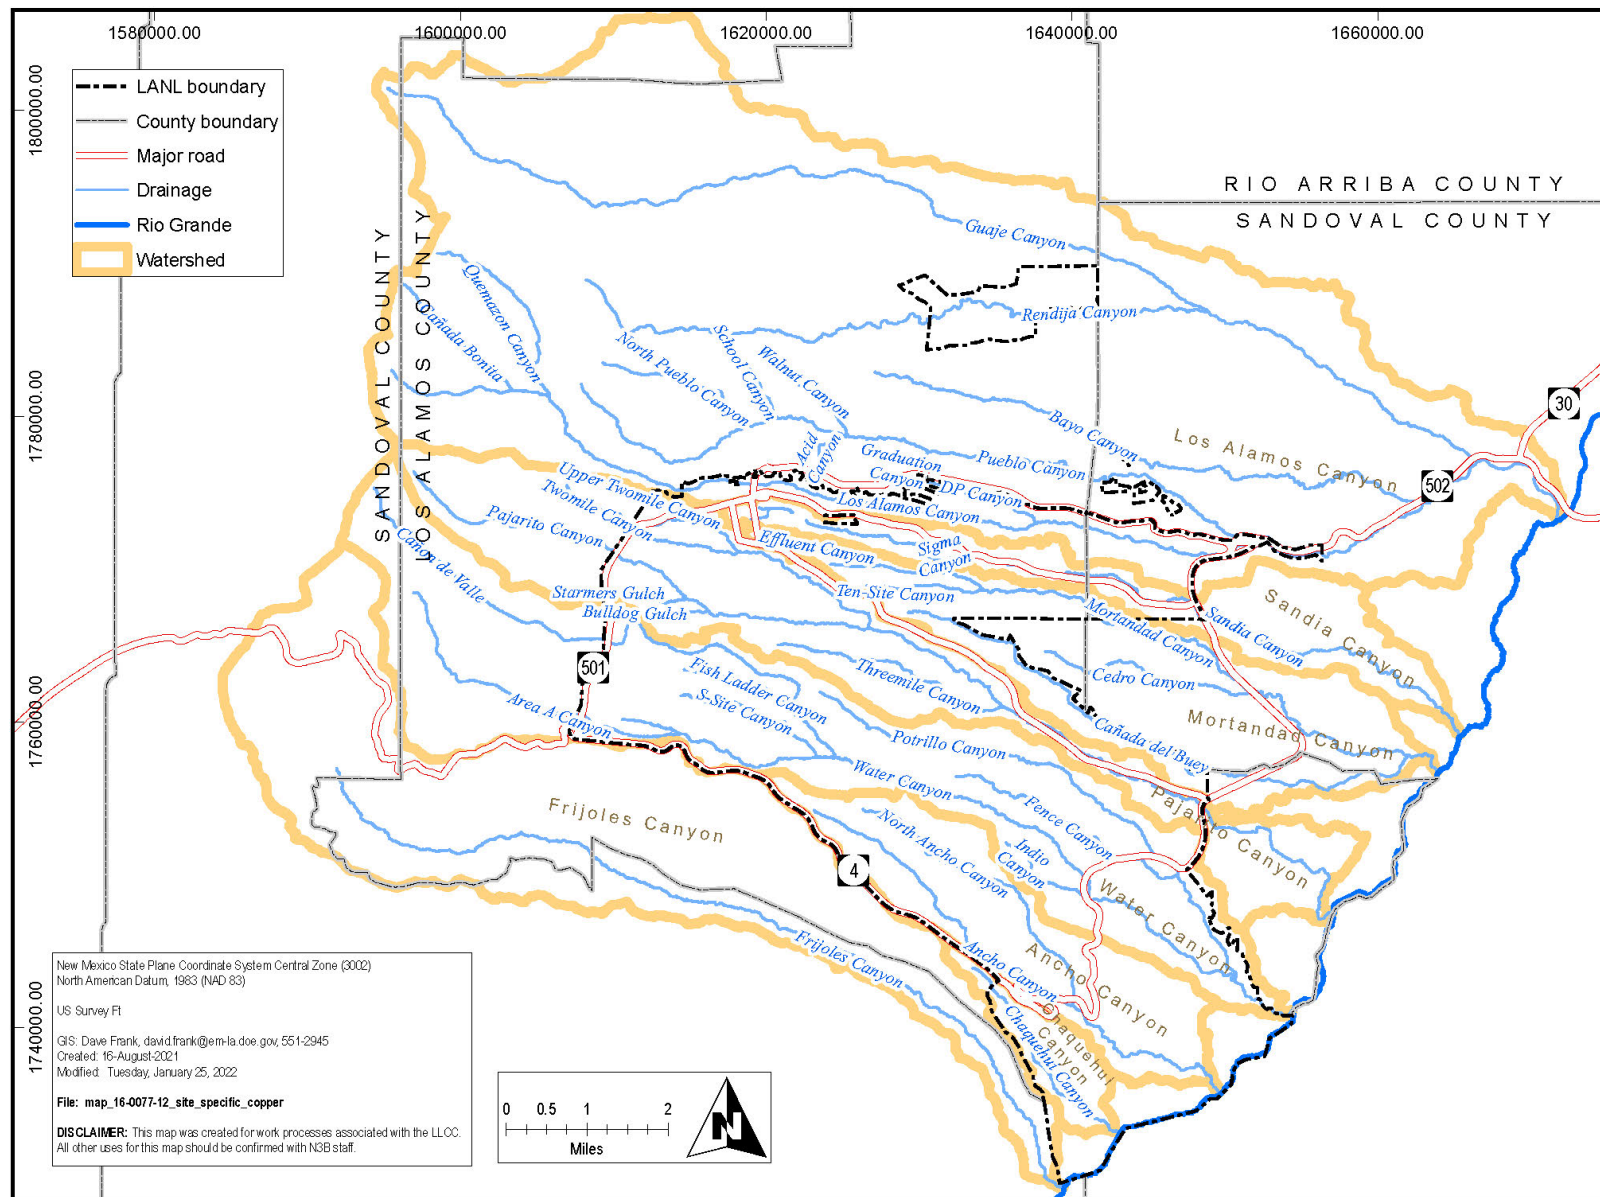 1580000.00
1600000.00
1620000.00
1640000.00
1660000.00
1800000.00
1780000.00
1760000.00
1740000.00
LANL boundary
County boundary
Major road
Drainage
Rio Grande
Watershed
RIO ARRIBA COUNTY
SANDOVAL COUNTY
SANDOVAL COUNTY
LOS ALAMOS COUNTY
Guaje Canyon
Rendija Canyon
Quemazon Canyon
Cañada Bonita
North Pueblo Canyon
School Canyon
Walnut Canyon
Acid
Canyon
Graduation
Canyon
Bayo Canyon
Pueblo Canyon
DP Canyon
Los Alamos Canyon
Los Alamos Canyon
30
502
Upper Twomile Canyon
Twomile Canyon
Pajarito Canyon
Cañon de Valle
Effluent Canyon
Sigma
Canyon
Ten-Site Canyon
Starmers Gulch
Bulldog Gulch
Mortandad Canyon
Sandia Canyon
Sandia Canyon
501
Fish Ladder Canyon
S-Site Canyon
Threemile Canyon
Cedro Canyon
Area A Canyon
Potrillo Canyon
Cañada del Buey
Mortandad Canyon
Water Canyon
Fence Canyon
Pajarito Canyon
Frijoles Canyon
North Ancho Canyon
Indio
Canyon
4
Water Canyon
Frijoles Canyon
Ancho Canyon
Ancho Canyon
Chaquehui
Canyon
Chaquehui Canyon
New Mexico State Plane Coordinate System Central Zone (3002)
North American Datum, 1983 (NAD 83)
US Survey Ft
GIS: Dave Frank, david.frank@em-la.doe.gov, 551-2945
Created: 16-August-2021
Modified: Tuesday, January 25, 2022
File: map_16-0077-12_site_specific_copper
DISCLAIMER: This map was created for work processes associated with the LLCC.
All other uses for this map should be confirmed with N3B staff.
0 0.5 1 2
Miles
N